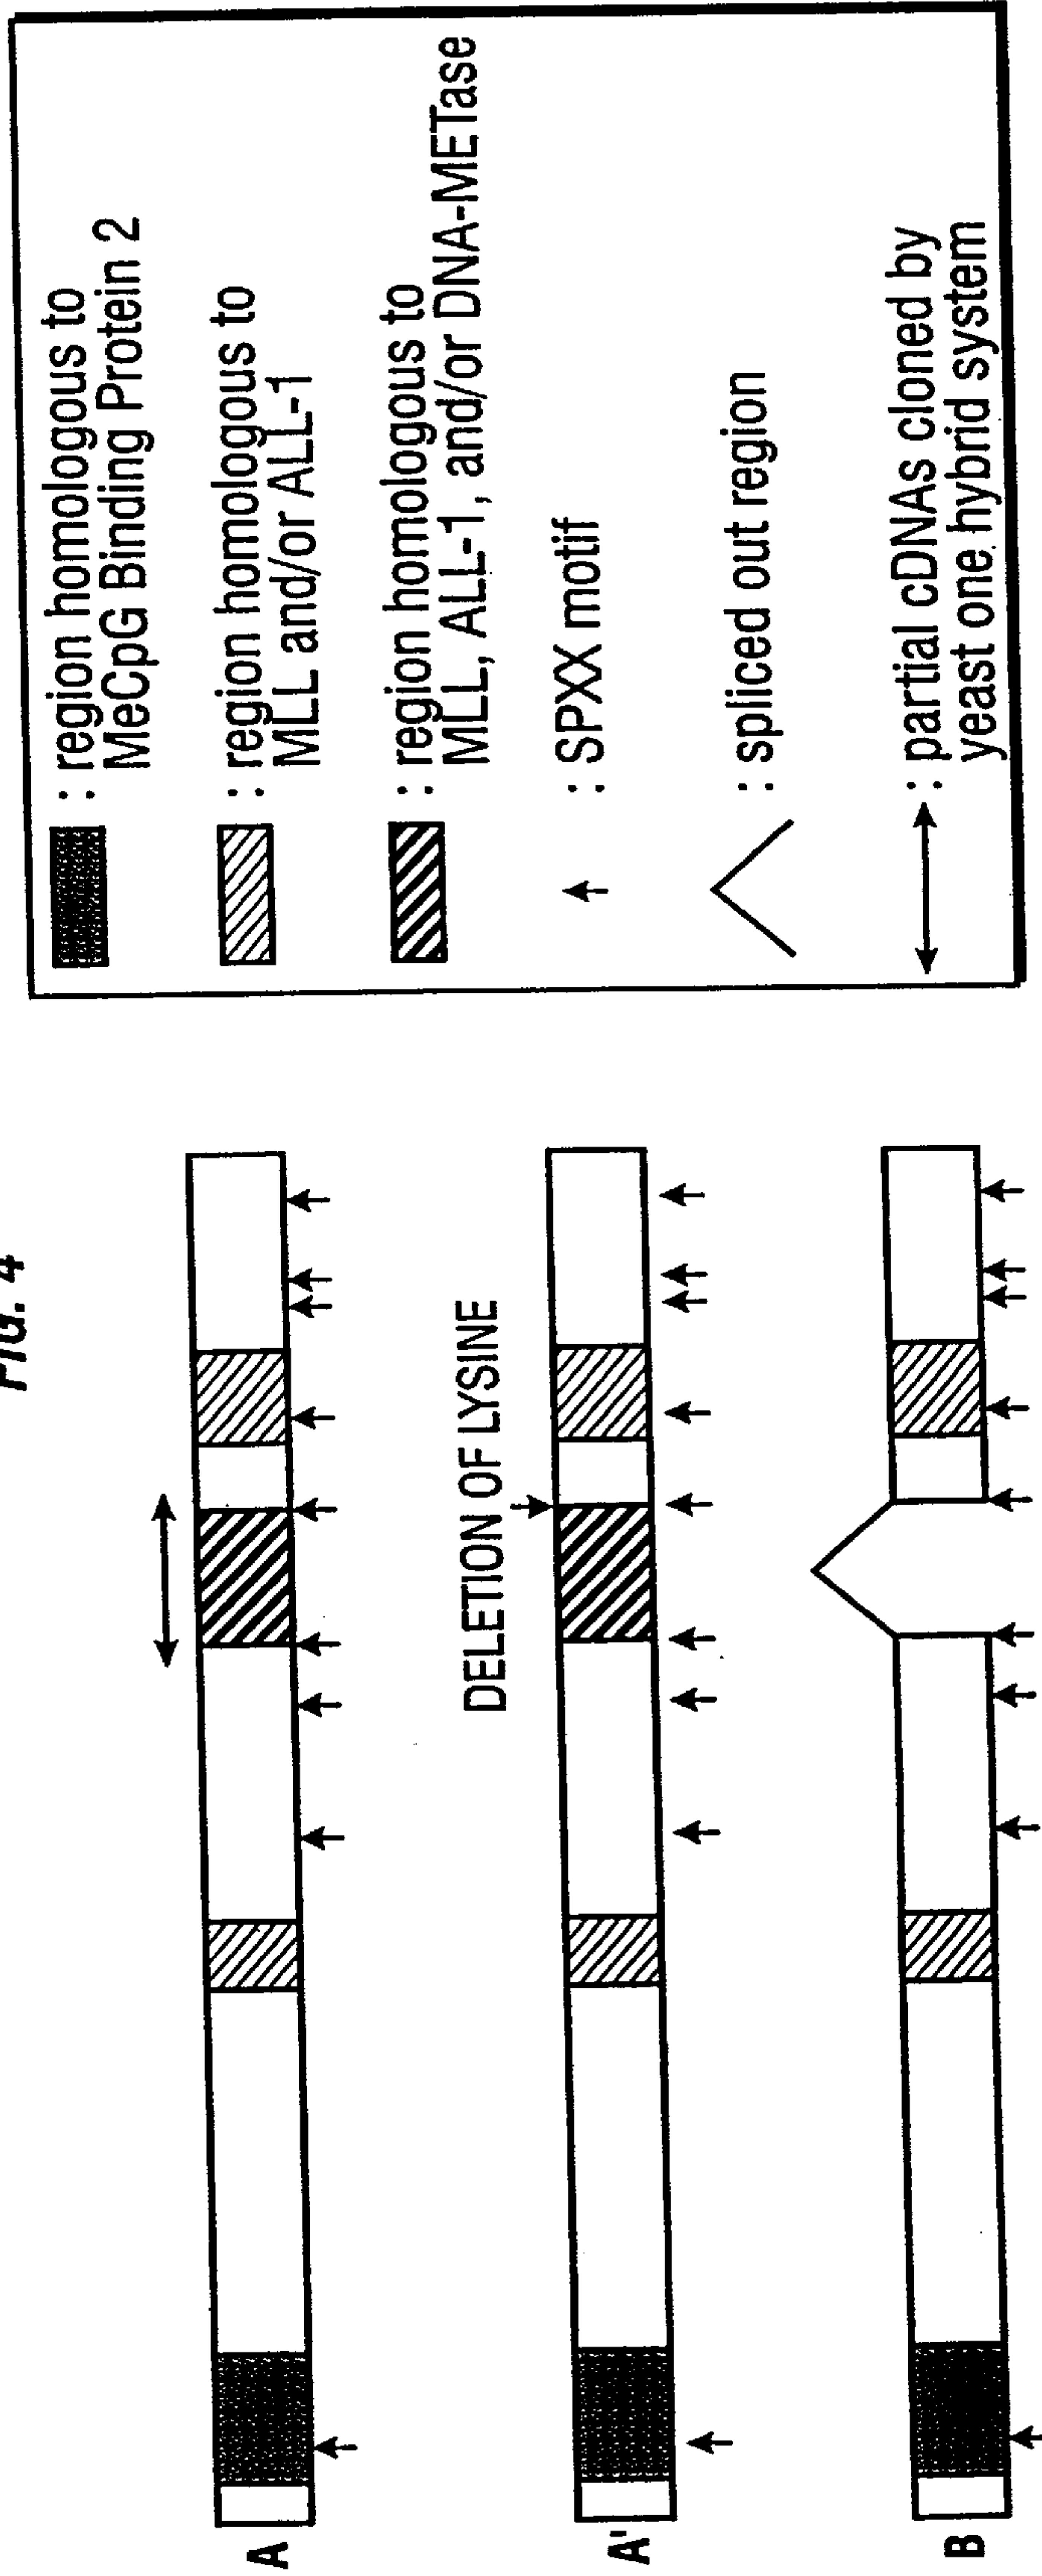 FIG. 4
A
DELETION OF LYSINE
A'
B
: region homologous to
MeCpG Binding Protein 2
: region homologous to
MLL and/or ALL-1
: region homologous to
MLL, ALL-1, and/or DNA-METase
: SPXX motif
: spliced out region
: partial cDNAs cloned by
yeast one hybrid system